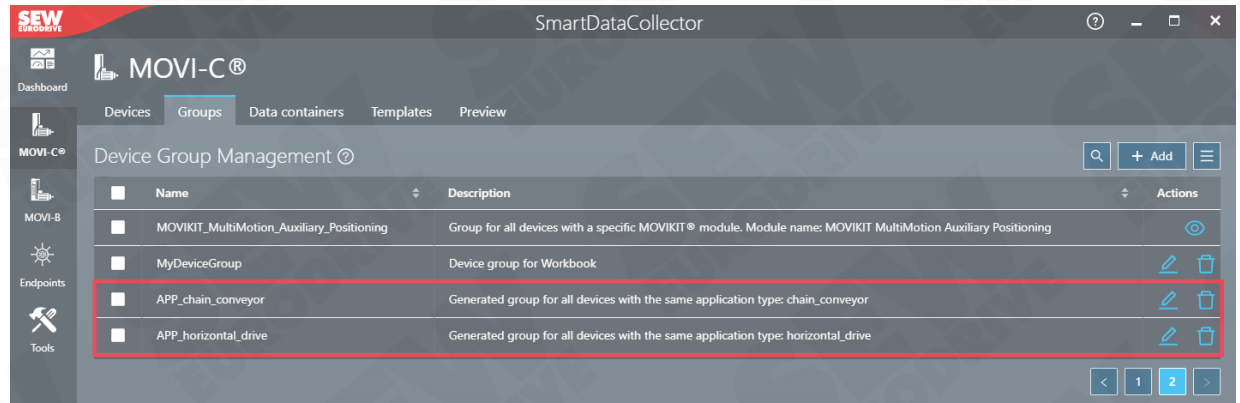 SEW
EURODRIVE
SmartDataCollector
Dashboard
MOVI-C®
MOVI-B
Endpoints
Tools
MOVI-C®
Devices Groups Data containers Templates Preview
Device Group Management
+ Add
Name Description Actions
MOVIKIT_MultiMotion_Auxiliary_Positioning Group for all devices with a specific MOVIKIT® module. Module name: MOVIKIT MultiMotion Auxiliary Positioning
MyDeviceGroup Device group for Workbook
APP_chain_conveyor Generated group for all devices with the same application type: chain_conveyor
APP_horizontal_drive Generated group for all devices with the same application type: horizontal_drive
< 1 2 >